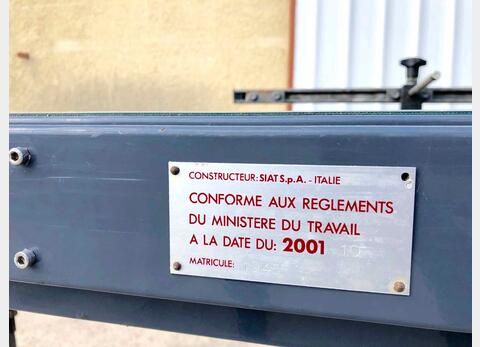 CONSTRUCTEUR: SIAT S.p.A. - ITALIE
CONFORME AUX REGLEMENTS
DU MINISTERE DU TRAVAIL
A LA DATE DU: 2001
MATRICULE: